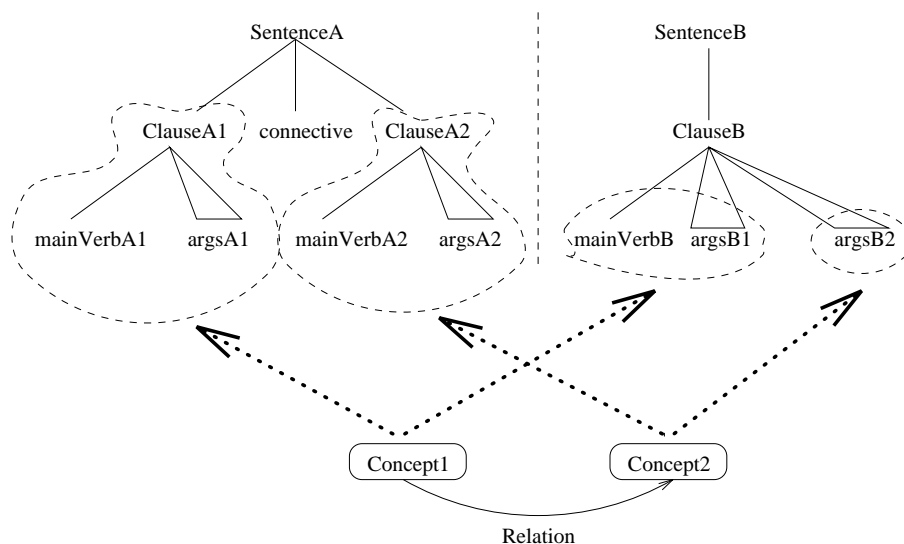 SentenceA SentenceB
ClauseA1 connective ClauseA2 ClauseB
mainVerbA1 argsA1 mainVerbA2 argsA2 mainVerbB argsB1 argsB2
Concept1 Concept2
Relation